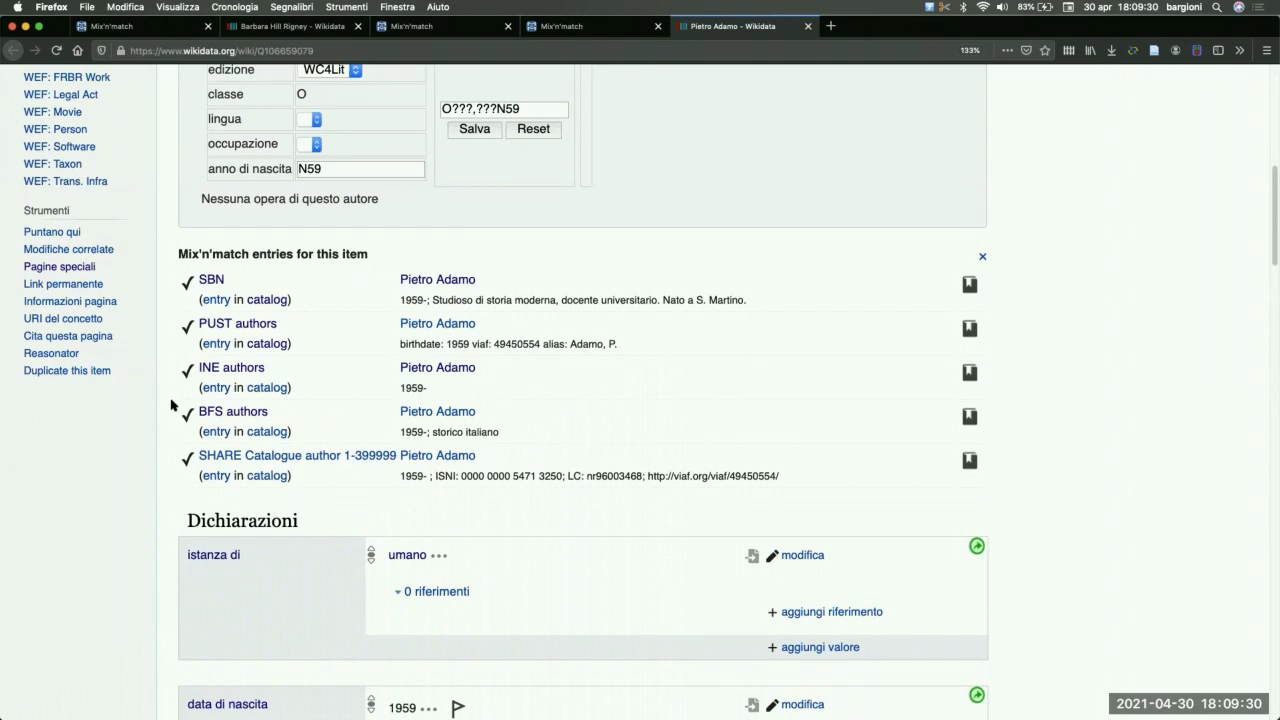 Firefox File Modifica Visualizza Cronologia Segnalibri Strumenti Finestra Aiuto 83% 30 apr 18:09:30 bargioni
Mix'n'match Barbara Hill Rigney - Wikidata Mix'n'match Mix'n'match Pietro Adamo - Wikidata
https://www.wikidata.org/wiki/Q106659079 133%
WEF: FRBR Work
WEF: Legal Act
WEF: Movie
WEF: Person
WEF: Software
WEF: Taxon
WEF: Trans. Infra
Strumenti
Puntano qui
Modifiche correlate
Pagine speciali
Link permanente
Informazioni pagina
URI del concetto
Cita questa pagina
Reasonator
Duplicate this item
edizione WC4Lit
classe O
lingua
occupazione
anno di nascita N59
O???,???N59
Salva Reset
Nessuna opera di questo autore
Mix'n'match entries for this item
SBN Pietro Adamo
(entry in catalog) 1959-; Studioso di storia moderna, docente universitario. Nato a S. Martino.
PUST authors Pietro Adamo
(entry in catalog) birthdate: 1959 viaf: 49450554 alias: Adamo, P.
INE authors Pietro Adamo
(entry in catalog) 1959-
BFS authors Pietro Adamo
(entry in catalog) 1959-; storico italiano
SHARE Catalogue author 1-399999 Pietro Adamo
(entry in catalog) 1959- ; ISNI: 0000 0000 5471 3250; LC: nr96003468; http://viaf.org/viaf/49450554/
Dichiarazioni
istanza di umano modifica
0 riferimenti
+ aggiungi riferimento
+ aggiungi valore
data di nascita 1959 modifica
2021-04-30 18:09:30